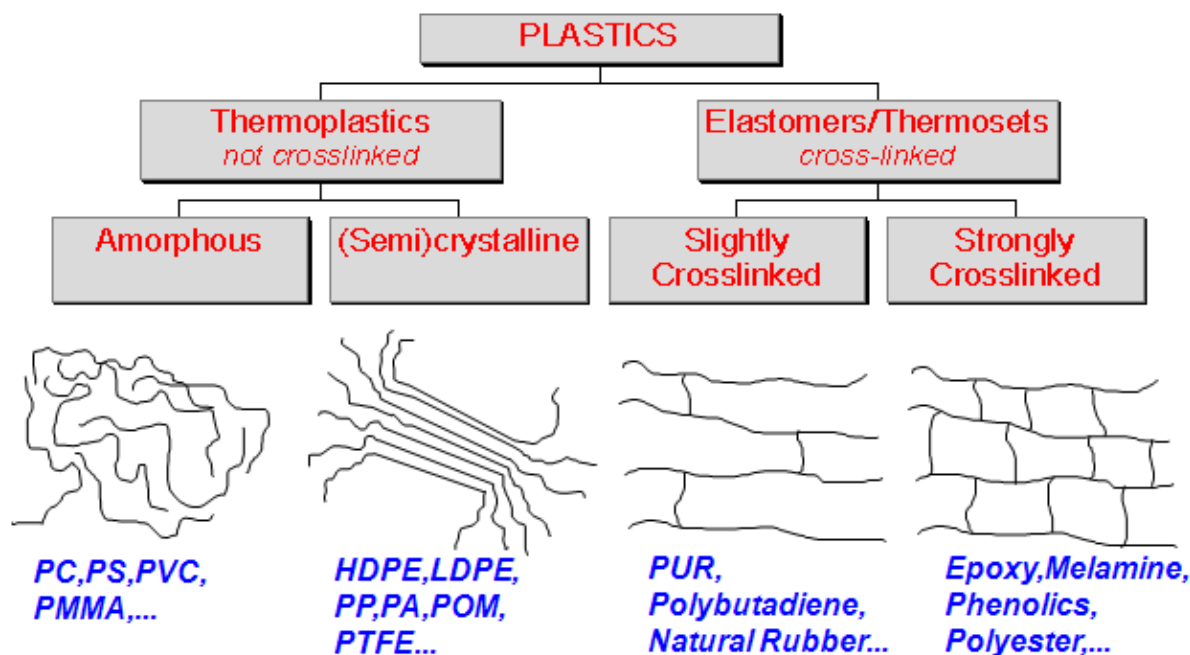 PLASTICS
Thermoplastics
not crosslinked
Elastomers/Thermosets
cross-linked
Amorphous
(Semi)crystalline
Slightly
Crosslinked
Strongly
Crosslinked
PC,PS,PVC,
PMMA,...
HDPE,LDPE,
PP,PA,POM,
PTFE...
PUR,
Polybutadiene,
Natural Rubber...
Epoxy,Melamine,
Phenolics,
Polyester,...